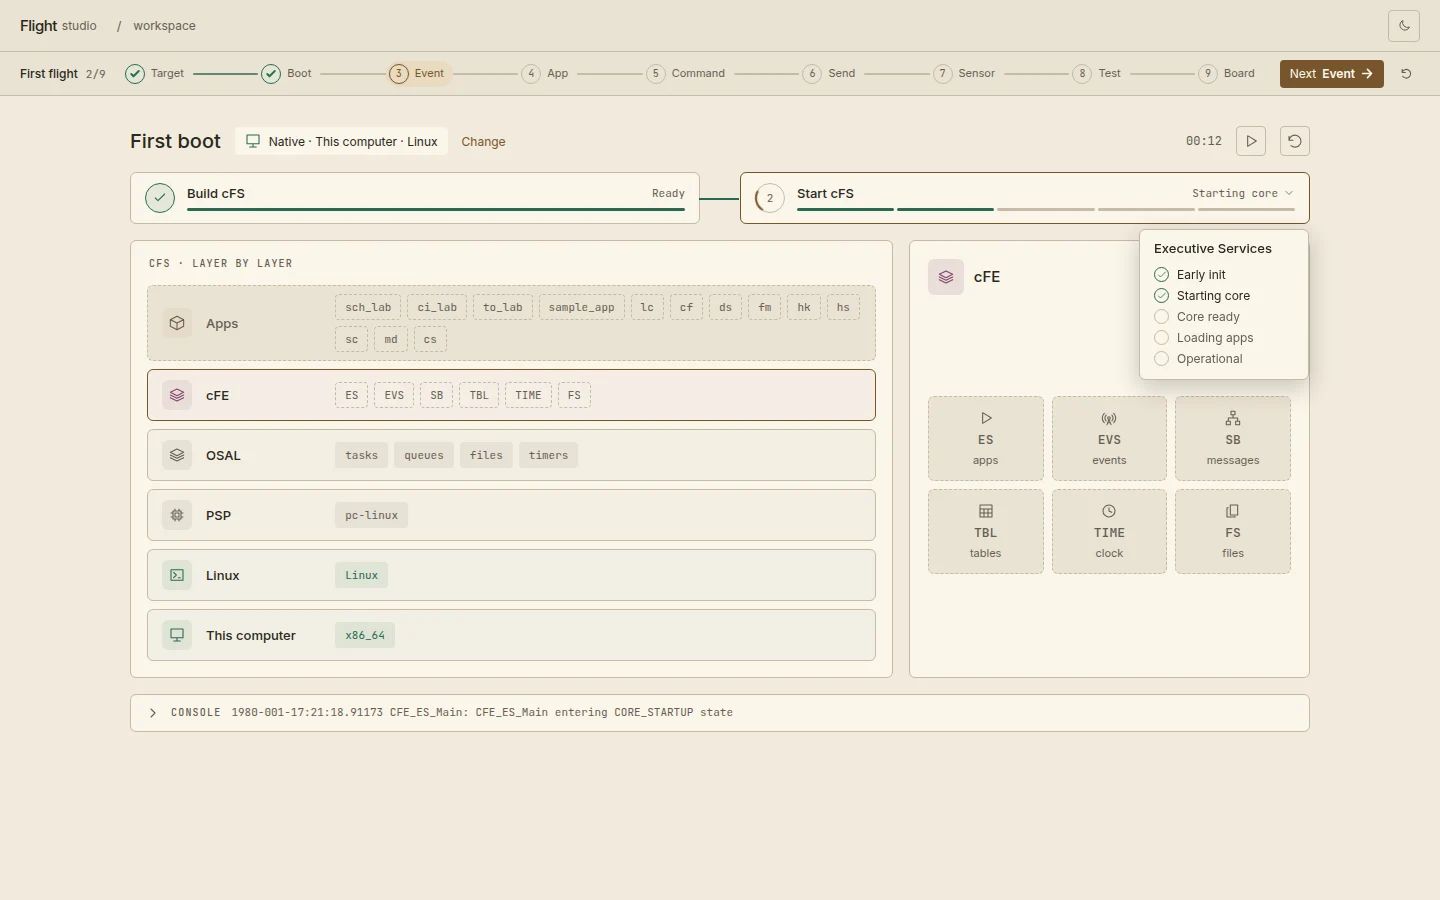 Flight studio / workspace
First flight 2/9 Target Boot 3 Event 4 App 5 Command 6 Send 7 Sensor 8 Test 9 Board Next Event →
First boot Native · This computer · Linux Change 00:12
Build cFS Ready
2 Start cFS Starting core
CFS · LAYER BY LAYER
Apps sch_lab ci_lab to_lab sample_app lc cf ds fm hk hs
sc md cs
cFE ES EVS SB TBL TIME FS
OSAL tasks queues files timers
PSP pc-linux
Linux Linux
This computer x86_64
cFE
Executive Services
Early init
Starting core
Core ready
Loading apps
Operational
ES EVS SB
apps events messages
TBL TIME FS
tables clock files
CONSOLE 1980-001-17:21:18.91173 CFE_ES_Main: CFE_ES_Main entering CORE_STARTUP state